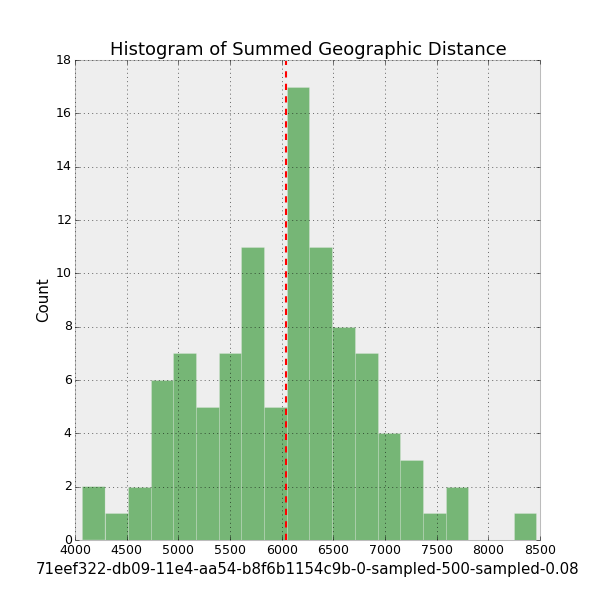 Histogram of Summed Geographic Distance
18
16
14
12
10
8
6
4
2
0
Count
4000 4500 5000 5500 6000 6500 7000 7500 8000 8500
71eef322-db09-11e4-aa54-b8f6b1154c9b-0-sampled-500-sampled-0.08